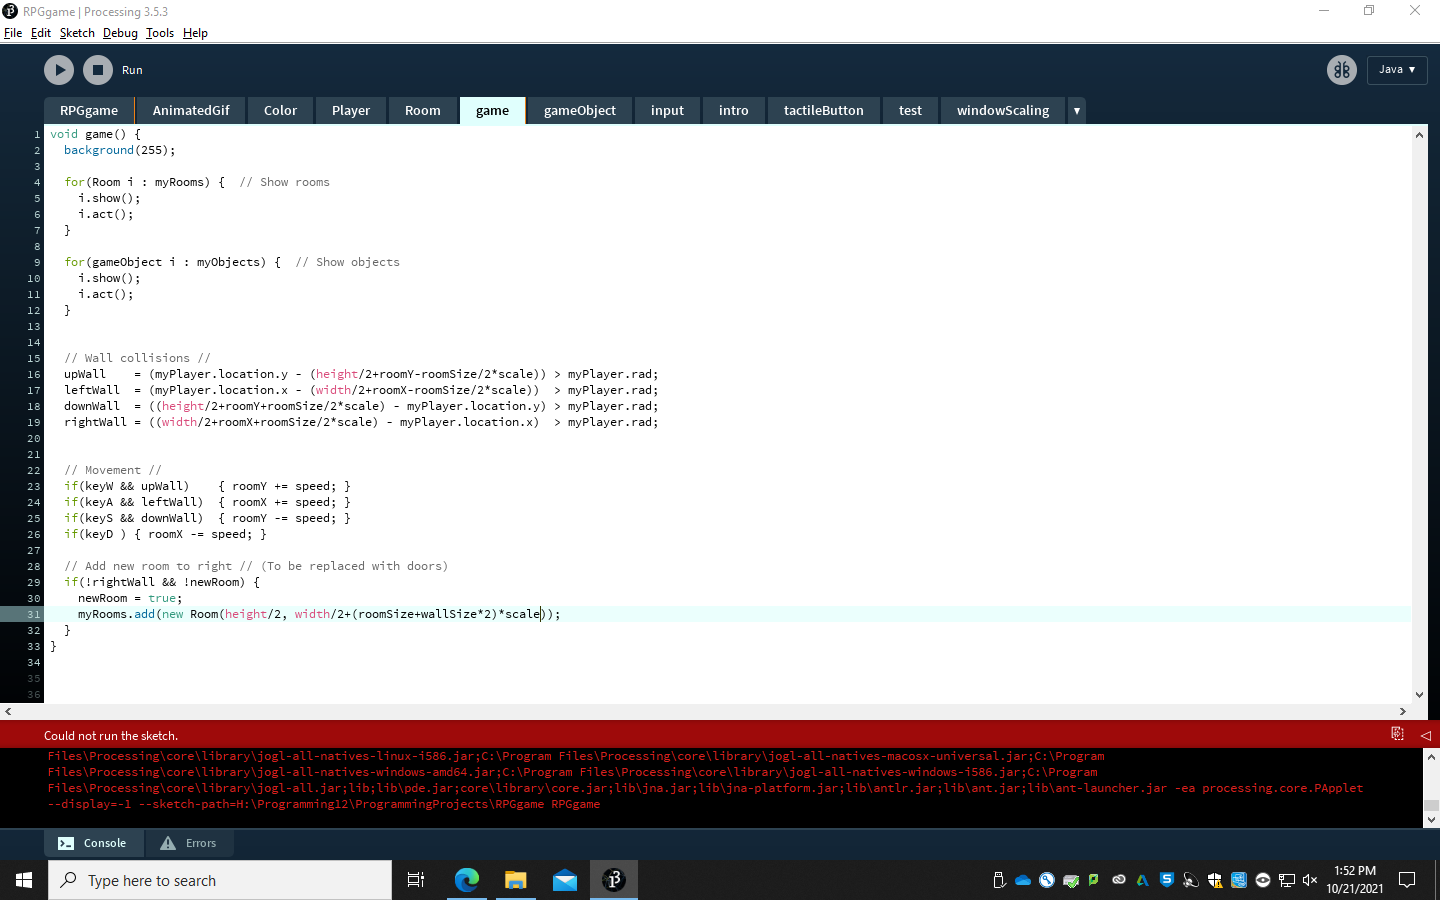 RPGgame | Processing 3.5.3
File Edit Sketch Debug Tools Help
Run
Java ▾
RPGgame AnimatedGif Color Player Room game gameObject input intro tactileButton test windowScaling ▾
1 void game() {
2   background(255);
3
4   for(Room i : myRooms) {  // Show rooms
5     i.show();
6     i.act();
7   }
8
9   for(gameObject i : myObjects) {  // Show objects
10     i.show();
11     i.act();
12   }
13
14
15   // Wall collisions //
16   upWall    = (myPlayer.location.y - (height/2+roomY-roomSize/2*scale)) > myPlayer.rad;
17   leftWall  = (myPlayer.location.x - (width/2+roomX-roomSize/2*scale))  > myPlayer.rad;
18   downWall  = ((height/2+roomY+roomSize/2*scale) - myPlayer.location.y) > myPlayer.rad;
19   rightWall = ((width/2+roomX+roomSize/2*scale) - myPlayer.location.x)  > myPlayer.rad;
20
21
22   // Movement //
23   if(keyW && upWall)    { roomY += speed; }
24   if(keyA && leftWall)  { roomX += speed; }
25   if(keyS && downWall)  { roomY -= speed; }
26   if(keyD ) { roomX -= speed; }
27
28   // Add new room to right // (To be replaced with doors)
29   if(!rightWall && !newRoom) {
30     newRoom = true;
31     myRooms.add(new Room(height/2, width/2+(roomSize+wallSize*2)*scale));
32   }
33 }
34
35
36
Could not run the sketch.
Files\Processing\core\library\jogl-all-natives-linux-i586.jar;C:\Program Files\Processing\core\library\jogl-all-natives-macosx-universal.jar;C:\Program
Files\Processing\core\library\jogl-all-natives-windows-amd64.jar;C:\Program Files\Processing\core\library\jogl-all-natives-windows-i586.jar;C:\Program
Files\Processing\core\library\jogl-all.jar;lib;lib\pde.jar;core\library\core.jar;lib\jna.jar;lib\jna-platform.jar;lib\antlr.jar;lib\ant.jar;lib\ant-launcher.jar -ea processing.core.PApplet
--display=-1 --sketch-path=H:\Programming12\ProgrammingProjects\RPGgame RPGgame
Console Errors
Type here to search
1:52 PM
10/21/2021